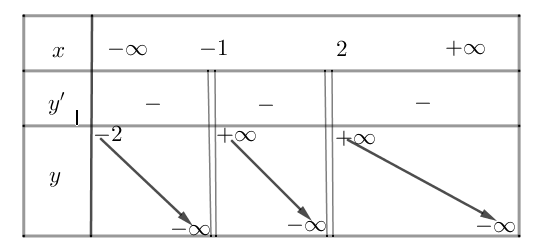 x −∞ −1 2 +∞
y′ − − −
−2 +∞ +∞
y
−∞ −∞ −∞